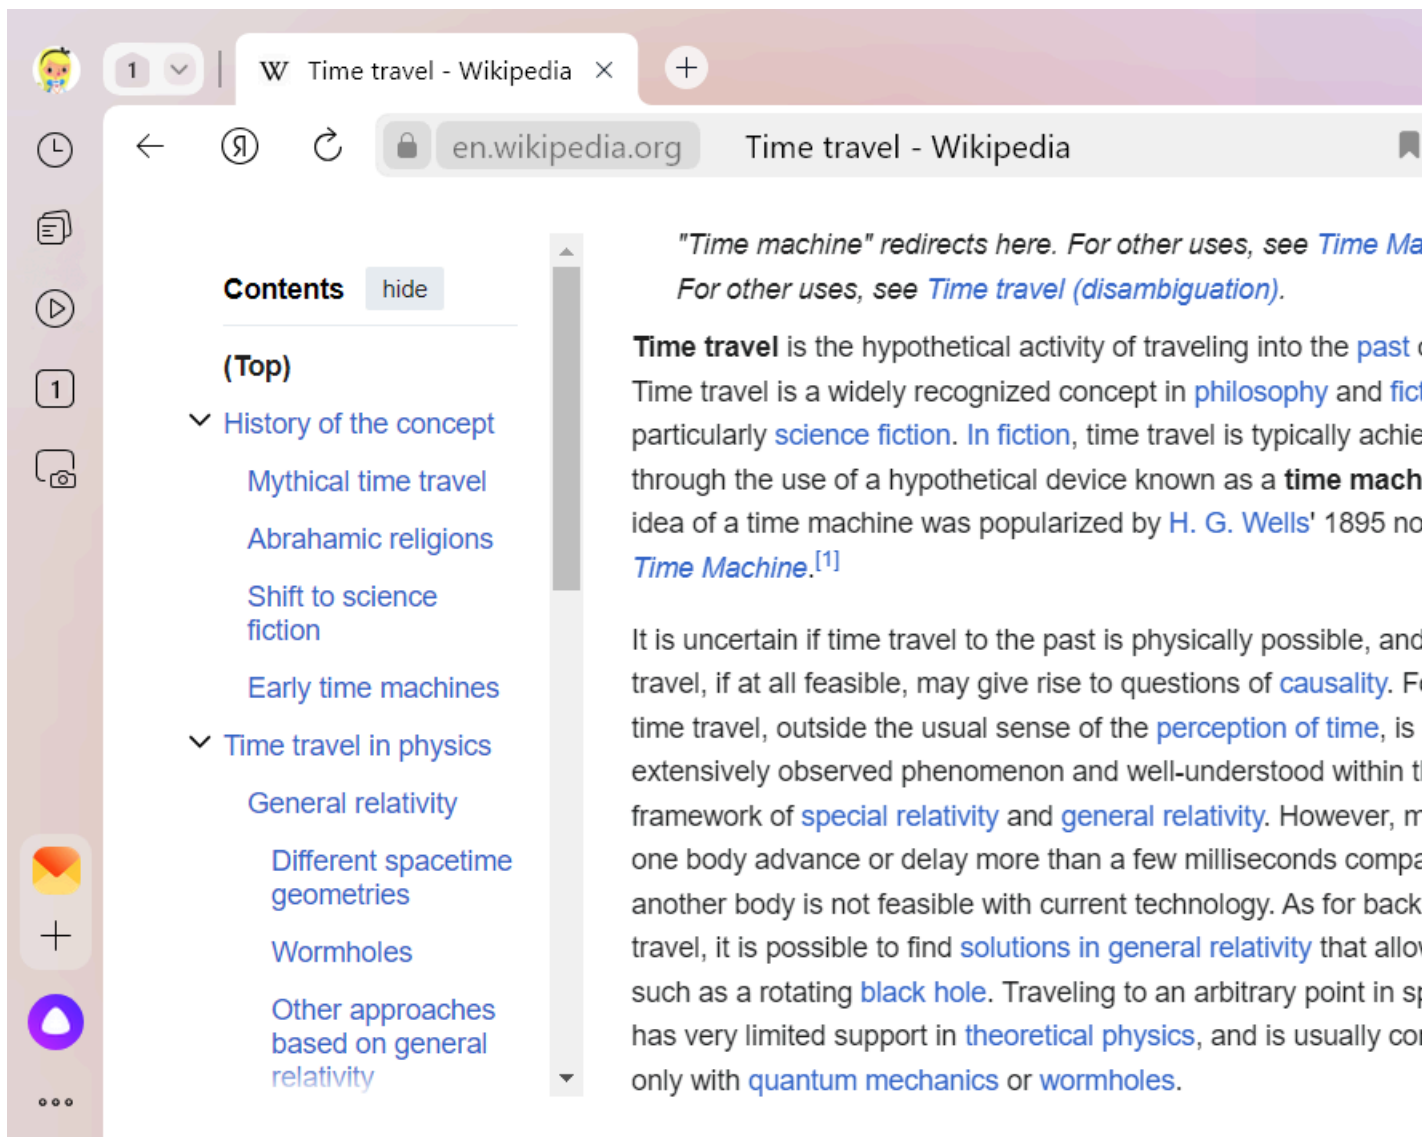 1
W Time travel - Wikipedia
Я en.wikipedia.org Time travel - Wikipedia
1
Contents hide
(Top)
History of the concept
Mythical time travel
Abrahamic religions
Shift to science
fiction
Early time machines
Time travel in physics
General relativity
Different spacetime
geometries
Wormholes
Other approaches
based on general
relativity
"Time machine" redirects here. For other uses, see Time Ma
For other uses, see Time travel (disambiguation).
Time travel is the hypothetical activity of traveling into the past
Time travel is a widely recognized concept in philosophy and fict
particularly science fiction. In fiction, time travel is typically achie
through the use of a hypothetical device known as a time mach
idea of a time machine was popularized by H. G. Wells' 1895 no
Time Machine.[1]
It is uncertain if time travel to the past is physically possible, and
travel, if at all feasible, may give rise to questions of causality. Fo
time travel, outside the usual sense of the perception of time, is
extensively observed phenomenon and well-understood within th
framework of special relativity and general relativity. However, m
one body advance or delay more than a few milliseconds compa
another body is not feasible with current technology. As for back
travel, it is possible to find solutions in general relativity that allow
such as a rotating black hole. Traveling to an arbitrary point in sp
has very limited support in theoretical physics, and is usually con
only with quantum mechanics or wormholes.